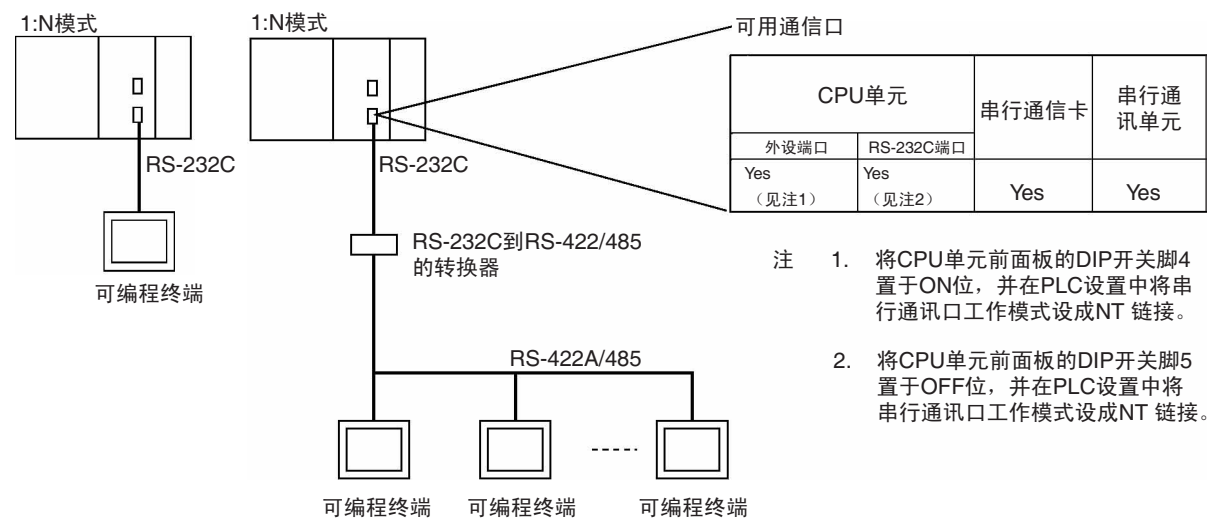 1:N模式
1:N模式
可用通信口
CPU单元
串行通信卡
串行通
讯单元
外设端口
RS-232C端口
Yes
（见注1）
Yes
（见注2）
Yes
Yes
RS-232C
RS-232C
RS-232C到RS-422/485
的转换器
可编程终端
注 1. 将CPU单元前面板的DIP开关脚4
置于ON位，并在PLC设置中将串
行通讯口工作模式设成NT 链接。
2. 将CPU单元前面板的DIP开关脚5
置于OFF位，并在PLC设置中将
串行通讯口工作模式设成NT 链接。
RS-422A/485
可编程终端
可编程终端
可编程终端